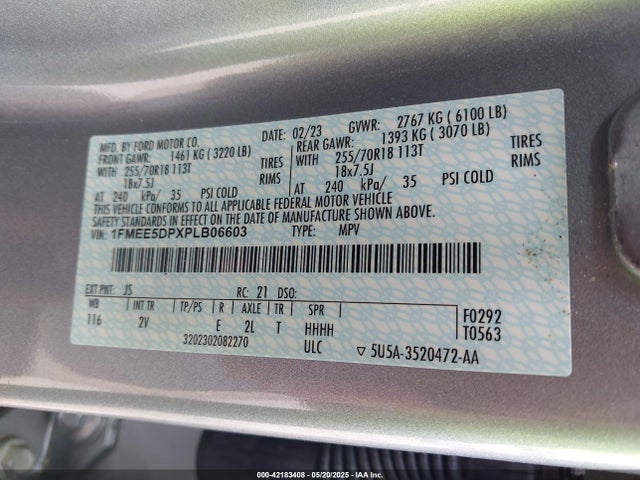 MFD. BY FORD MOTOR CO. DATE: 02/23 GVWR: 2767 KG ( 6100 LB)
FRONT GAWR: 1461 KG ( 3220 LB) REAR GAWR: 1393 KG ( 3070 LB)
WITH 255/70R18 113T TIRES WITH 255/70R18 113T TIRES
18x7.5J RIMS 18x7.5J RIMS
AT 240 kPa/ 35 PSI COLD AT 240 kPa/ 35 PSI COLD
THIS VEHICLE CONFORMS TO ALL APPLICABLE FEDERAL MOTOR VEHICLE
SAFETY STANDARDS IN EFFECT ON THE DATE OF MANUFACTURE SHOWN ABOVE.
VIN: 1FMEE5DPXPLB06603 TYPE: MPV
EXT PNT: JS RC: 21 DSO:
WB INT TR TP/PS R AXLE TR SPR F0292
116 2V E 2L T HHHH T0563
3202302082270 ULC ▽5U5A-3520472-AA
000-42183408 | 05/20/2025 | IAA Inc.